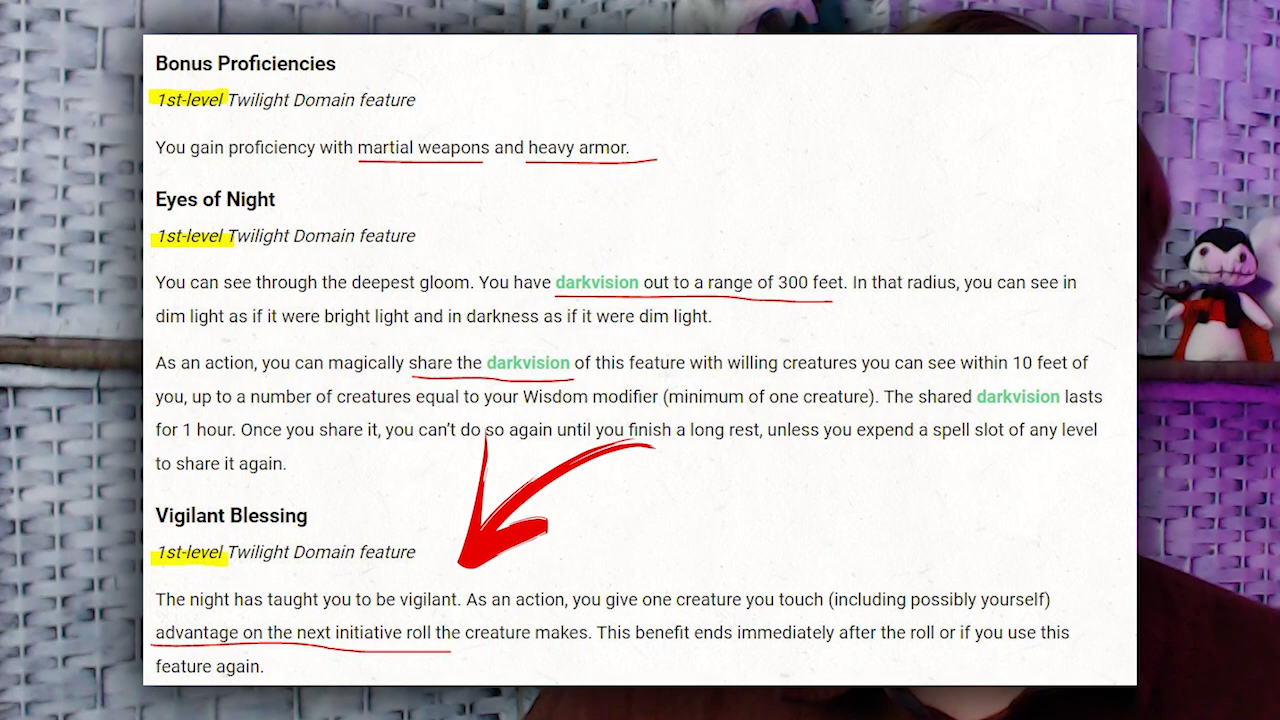 Bonus Proficiencies
1st-level Twilight Domain feature
You gain proficiency with martial weapons and heavy armor.
Eyes of Night
1st-level Twilight Domain feature
You can see through the deepest gloom. You have darkvision out to a range of 300 feet. In that radius, you can see in
dim light as if it were bright light and in darkness as if it were dim light.
As an action, you can magically share the darkvision of this feature with willing creatures you can see within 10 feet of
you, up to a number of creatures equal to your Wisdom modifier (minimum of one creature). The shared darkvision lasts
for 1 hour. Once you share it, you can’t do so again until you finish a long rest, unless you expend a spell slot of any level
to share it again.
Vigilant Blessing
1st-level Twilight Domain feature
The night has taught you to be vigilant. As an action, you give one creature you touch (including possibly yourself)
advantage on the next initiative roll the creature makes. This benefit ends immediately after the roll or if you use this
feature again.